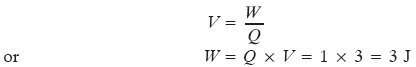 V = W/Q
or W = Q × V = 1 × 3 = 3 J